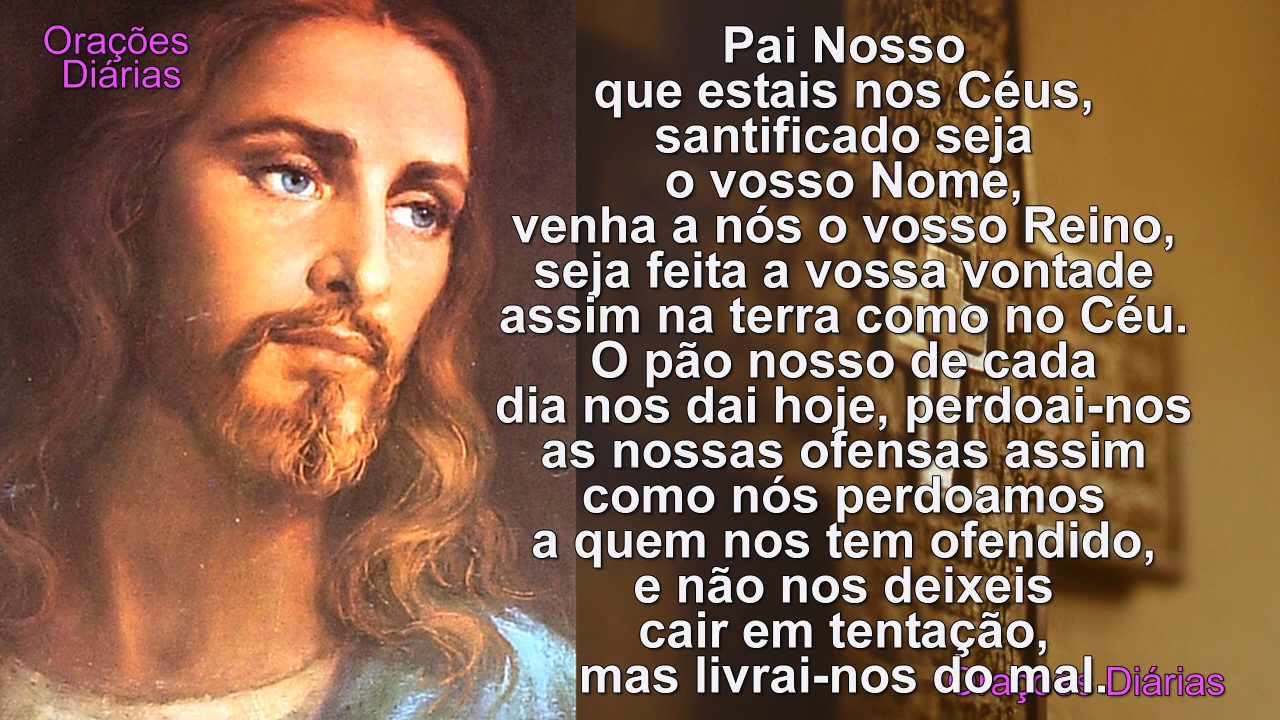 Orações
Diárias
Pai Nosso
que estais nos Céus,
santificado seja
o vosso Nome,
venha a nós o vosso Reino,
seja feita a vossa vontade
assim na terra como no Céu.
O pão nosso de cada
dia nos dai hoje, perdoai-nos
as nossas ofensas assim
como nós perdoamos
a quem nos tem ofendido,
e não nos deixeis
cair em tentação,
mas livrai-nos do mal.
Orações Diárias